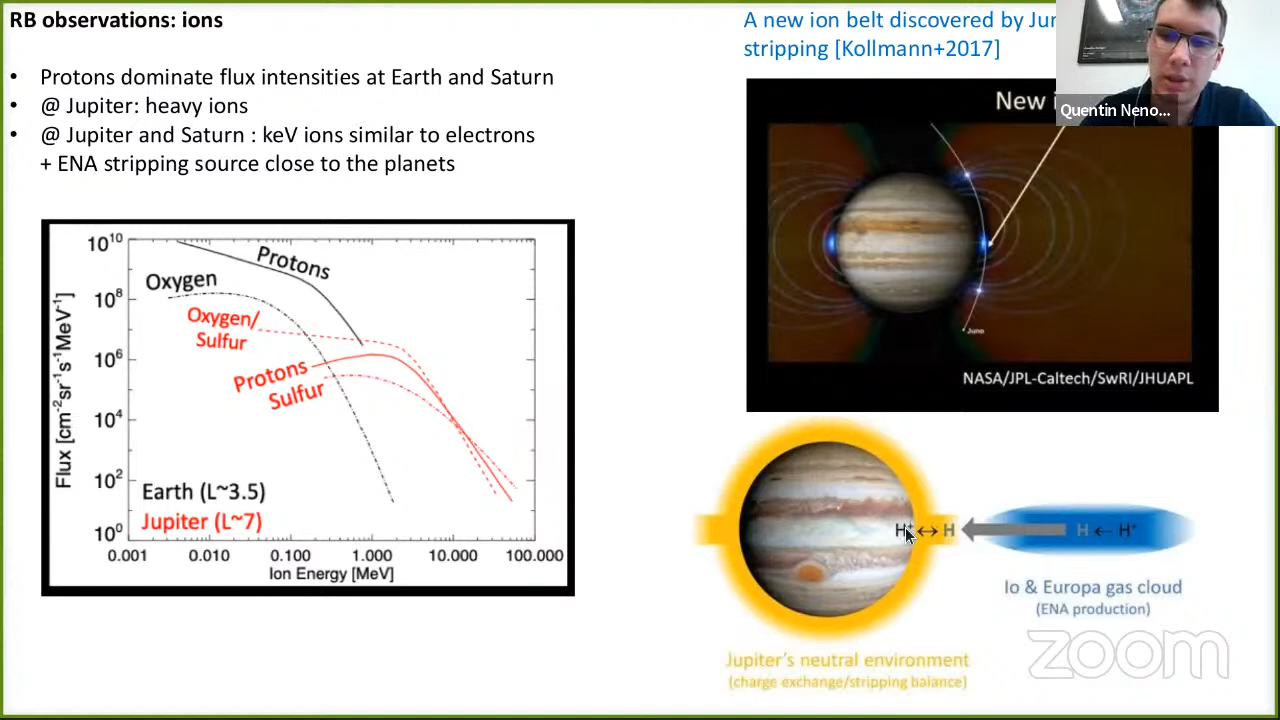 RB observations: ions
• Protons dominate flux intensities at Earth and Saturn
• @ Jupiter: heavy ions
• @ Jupiter and Saturn : keV ions similar to electrons
+ ENA stripping source close to the planets
Flux [cm⁻²sr⁻¹s⁻¹MeV⁻¹]
10¹⁰
10⁸
10⁶
10⁴
10²
10⁰
Protons
Oxygen
Oxygen/
Sulfur
Protons
Sulfur
Earth (L~3.5)
Jupiter (L~7)
0.001 0.010 0.100 1.000 10.000 100.000
Ion Energy [MeV]
A new ion belt discovered by
stripping [Kollmann+2017]
Quentin Neno...
New
Juno
NASA/JPL-Caltech/SwRI/JHUAPL
H⁺ ↔ H
H ← H⁺
Io & Europa gas cloud
(ENA production)
Jupiter's neutral environment
(charge exchange/stripping balance)
zoom